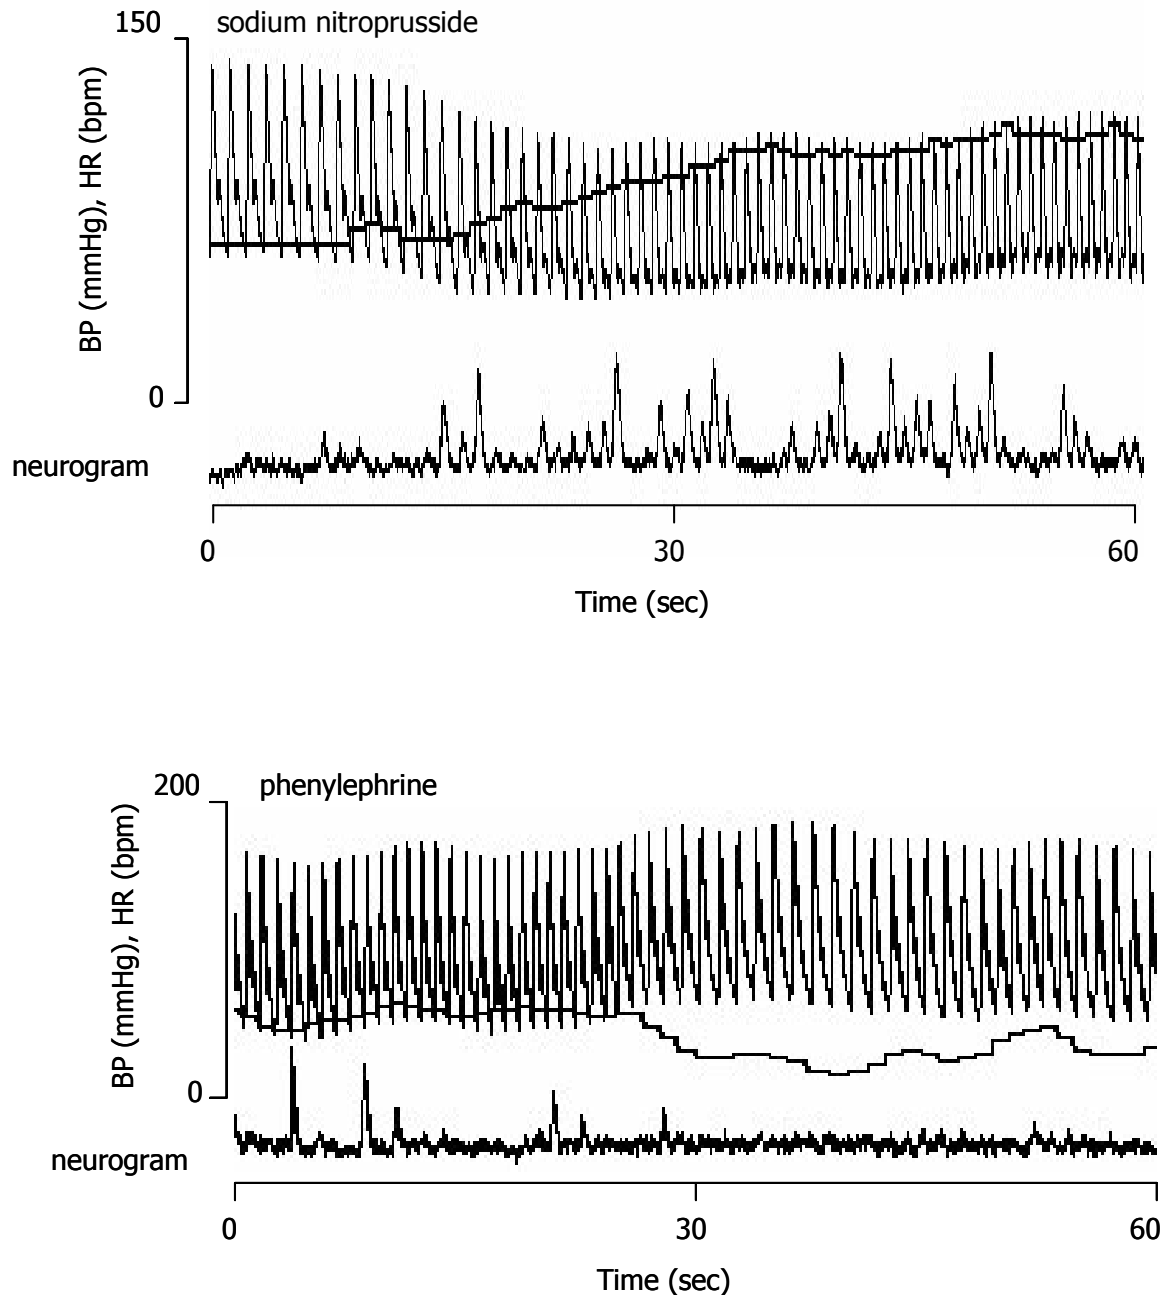 150
sodium nitroprusside
BP (mmHg), HR (bpm)
0
neurogram
0 30 60
Time (sec)
200
phenylephrine
BP (mmHg), HR (bpm)
0
neurogram
0 30 60
Time (sec)